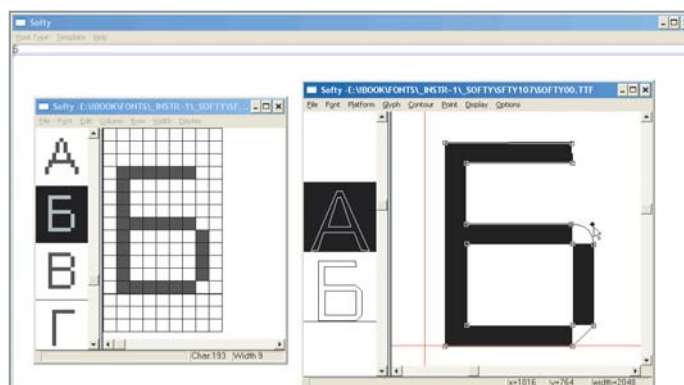 Softy
Font Type Template Help
Б
Softy -E:\!BOOK\FONTS\_INSTR-1\_SOFTY\SF...
File Font Edit Column Row Width Display
А
Б
В
Г
Char.193 Width 9
Softy -E:\!BOOK\FONTS\_INSTR-1\_SOFTY\SFTY107\SOFTY00.TTF
File Font Platform Glyph Contour Point Display Options
А
Б
Б
x=1016 y=764 width=2048